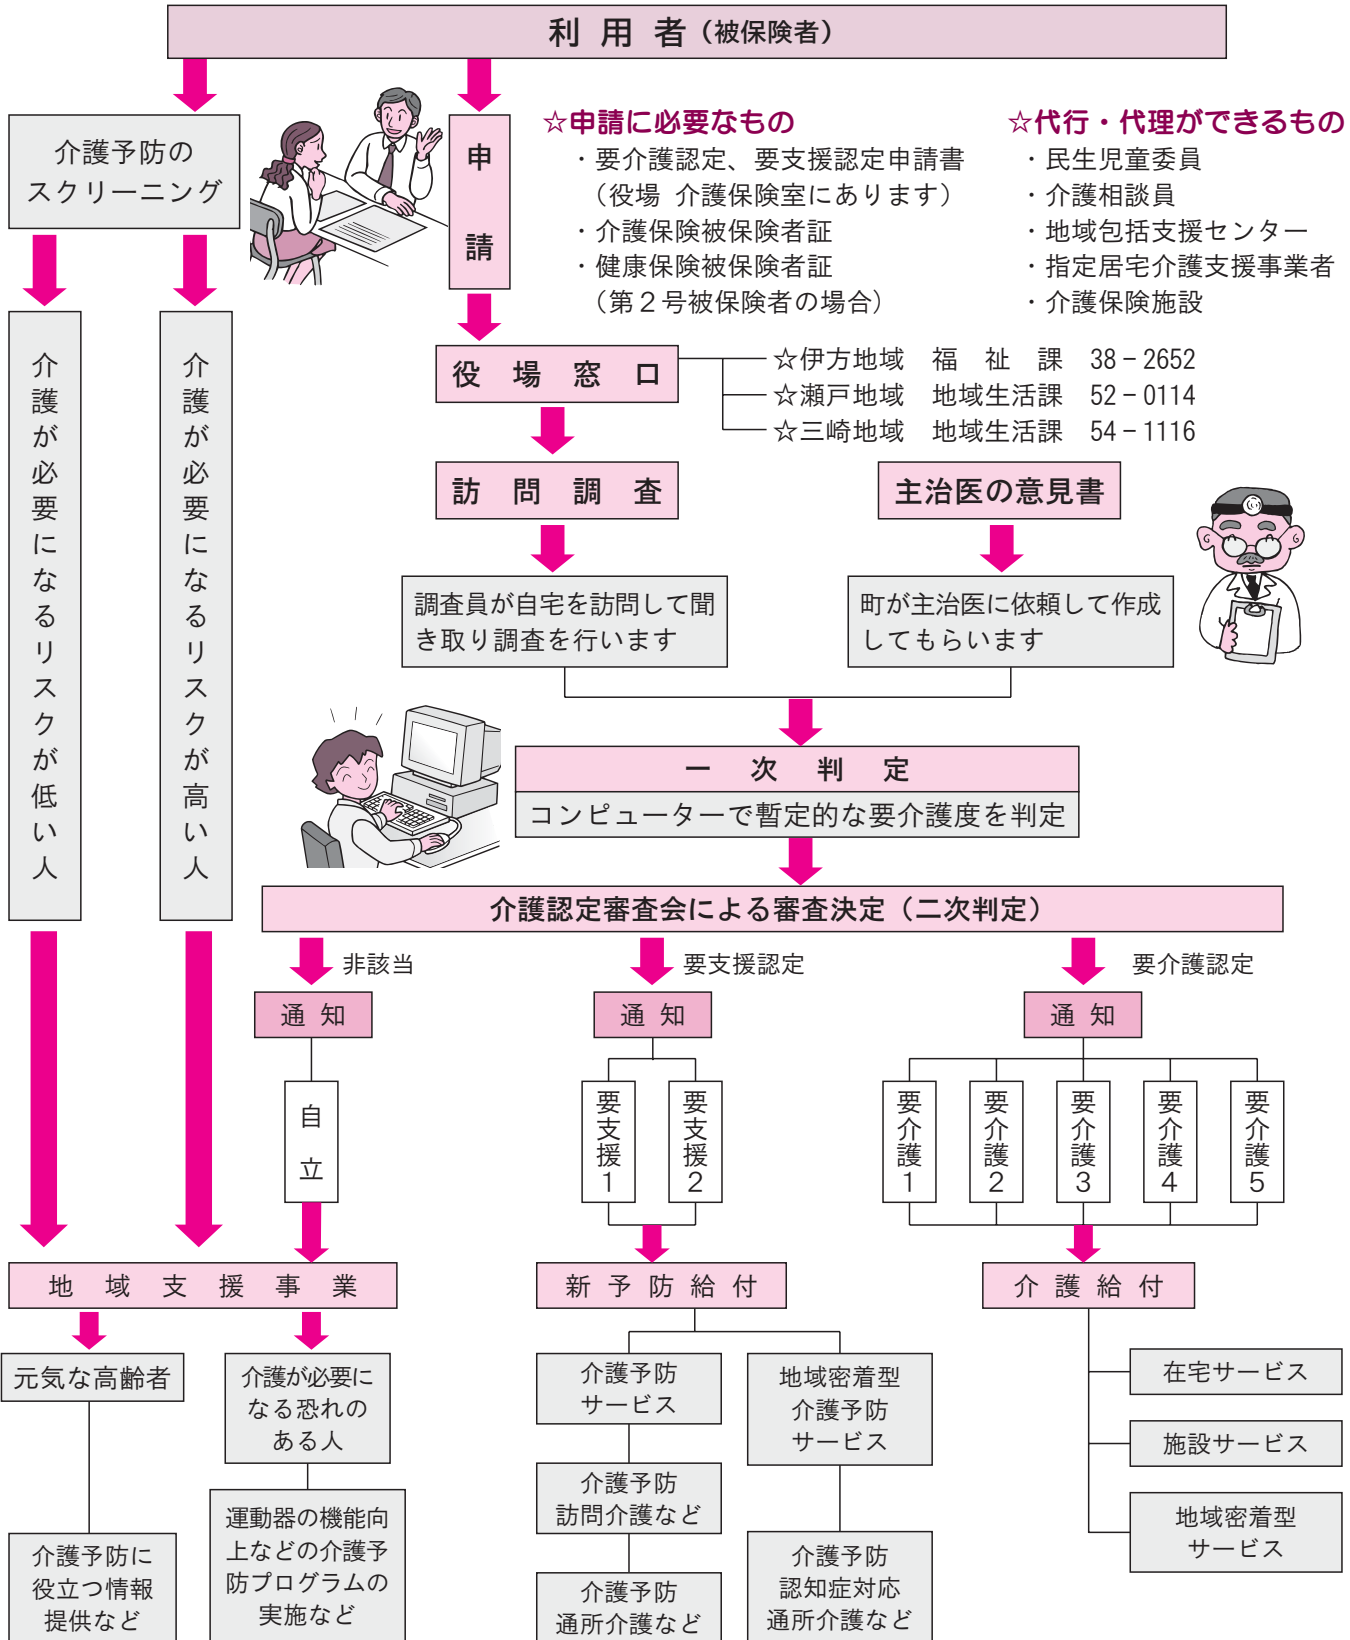 利用者（被保険者）
介護予防の
スクリーニング
申請
☆申請に必要なもの
・要介護認定、要支援認定申請書
（役場 介護保険室にあります）
・介護保険被保険者証
・健康保険被保険者証
（第２号被保険者の場合）
☆代行・代理ができるもの
・民生児童委員
・介護相談員
・地域包括支援センター
・指定居宅介護支援事業者
・介護保険施設
介護が必要になるリスクが低い人
介護が必要になるリスクが高い人
役場窓口
☆伊方地域　福　祉　課　38－2652
☆瀬戸地域　地域生活課　52－0114
☆三崎地域　地域生活課　54－1116
訪問調査
主治医の意見書
調査員が自宅を訪問して聞
き取り調査を行います
町が主治医に依頼して作成
してもらいます
一次判定
コンピューターで暫定的な要介護度を判定
介護認定審査会による審査決定（二次判定）
非該当
要支援認定
要介護認定
通知
通知
通知
自立
要支援１
要支援２
要介護１
要介護２
要介護３
要介護４
要介護５
地域支援事業
新予防給付
介護給付
元気な高齢者
介護が必要に
なる恐れの
ある人
介護予防
サービス
地域密着型
介護予防
サービス
在宅サービス
施設サービス
地域密着型
サービス
介護予防に
役立つ情報
提供など
運動器の機能向
上などの介護予
防プログラムの
実施など
介護予防
訪問介護など
介護予防
通所介護など
介護予防
認知症対応
通所介護など